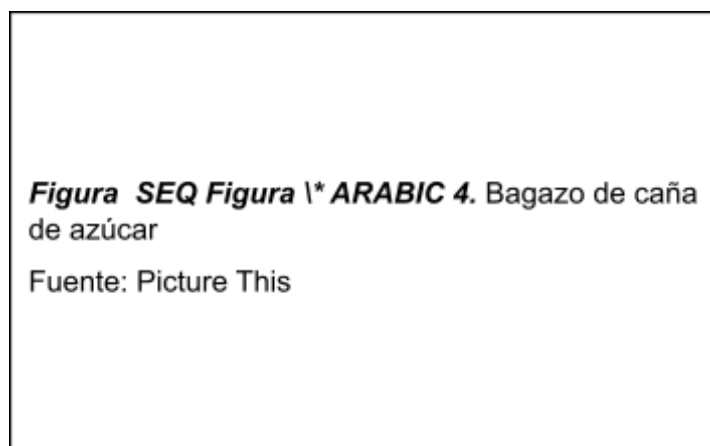 Figura  SEQ Figura \* ARABIC 4. Bagazo de caña
de azúcar
Fuente: Picture This